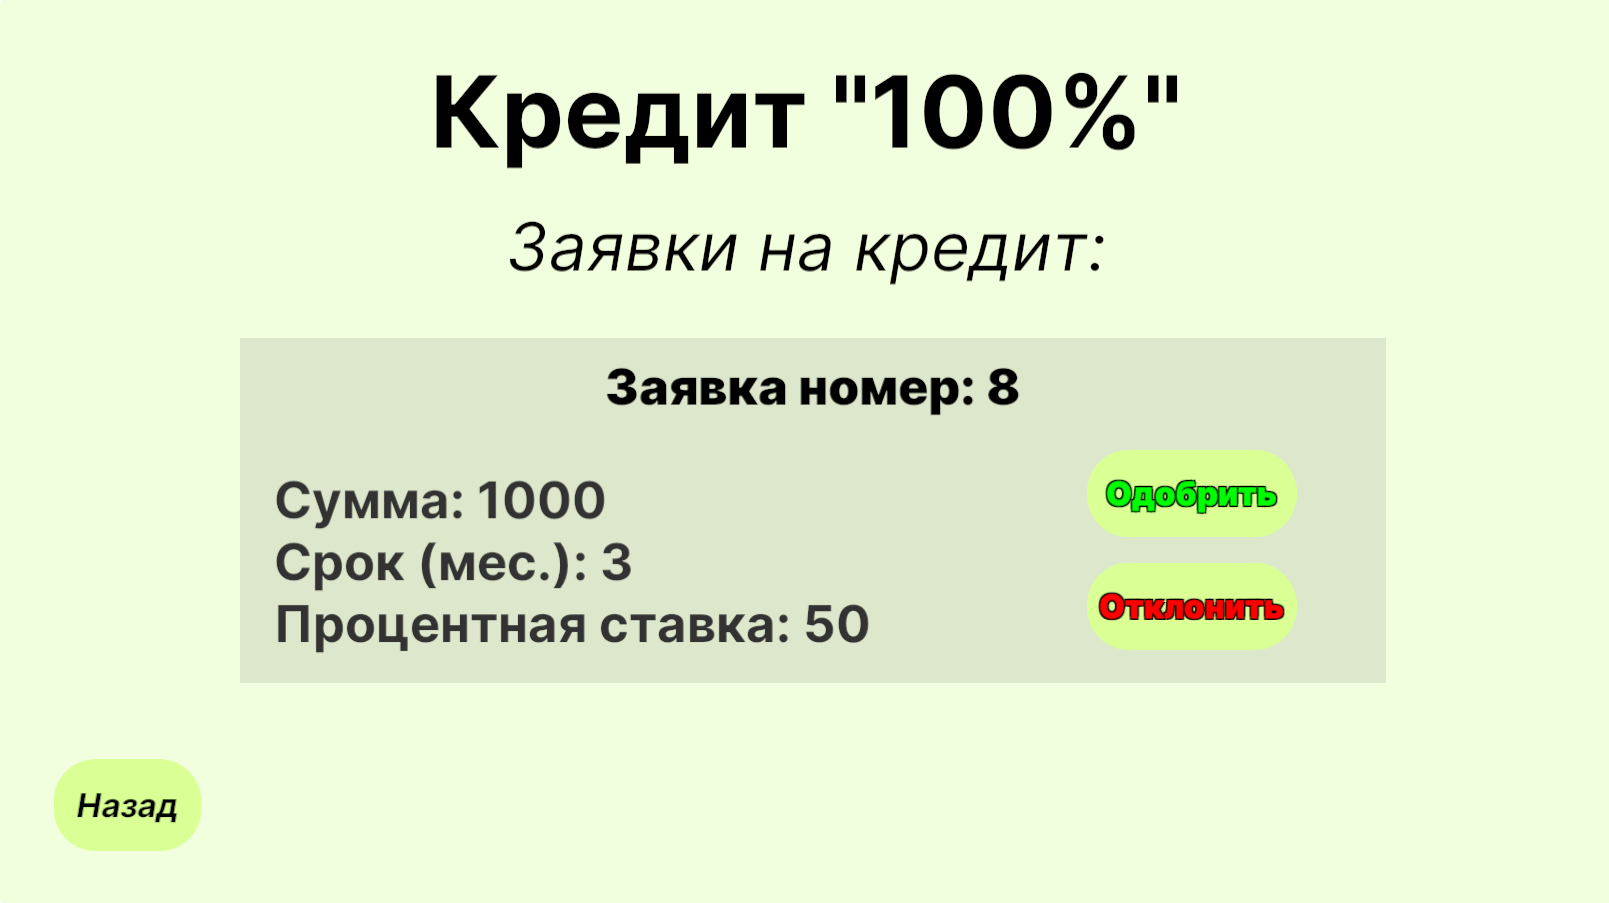 Кредит "100%"
Заявки на кредит:
Заявка номер: 8
Сумма: 1000
Срок (мес.): 3
Процентная ставка: 50
Одобрить
Отклонить
Назад